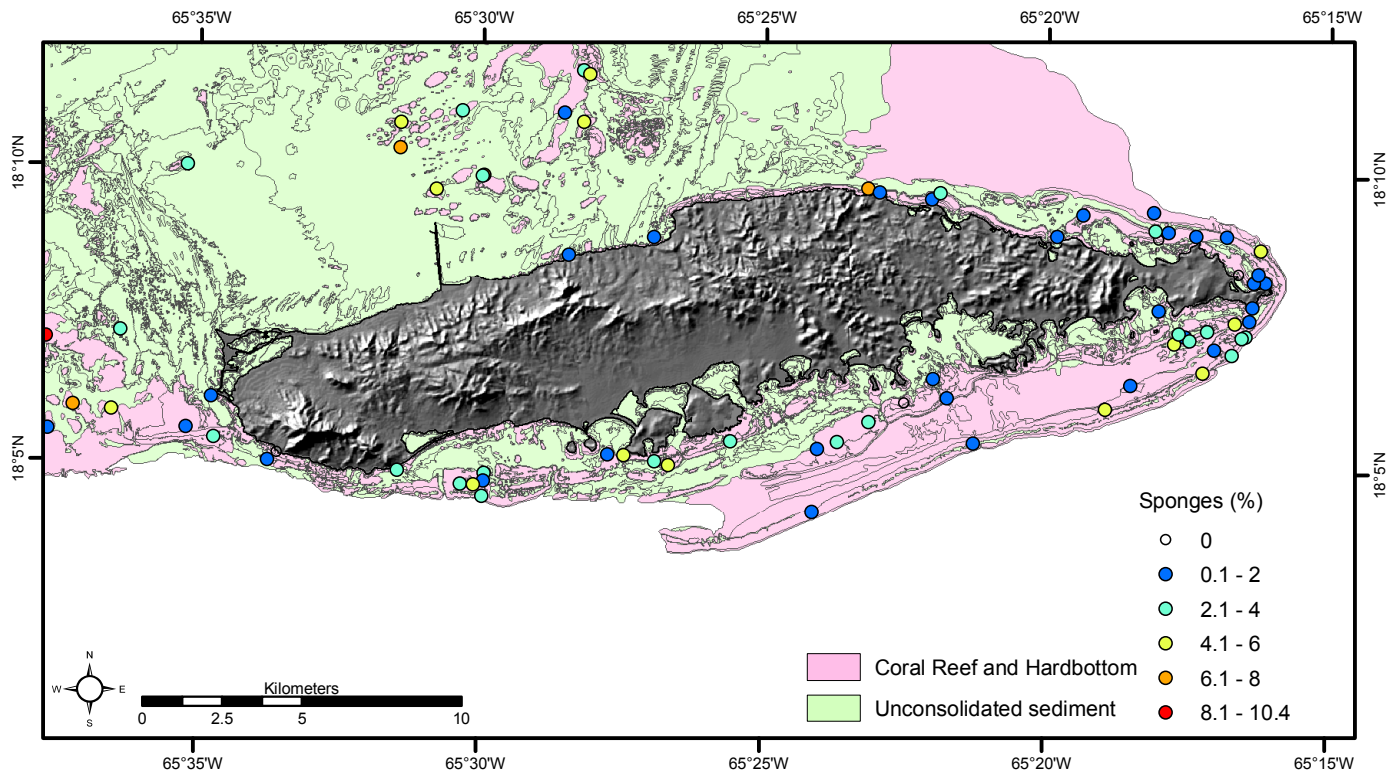 65°35'W 65°30'W 65°25'W 65°20'W 65°15'W
18°10'N 18°10'N
18°5'N 18°5'N
Sponges (%)
0
0.1 - 2
2.1 - 4
4.1 - 6
6.1 - 8
8.1 - 10.4
Coral Reef and Hardbottom
Unconsolidated sediment
N
W E
S
Kilometers
0 2.5 5 10
65°35'W 65°30'W 65°25'W 65°20'W 65°15'W